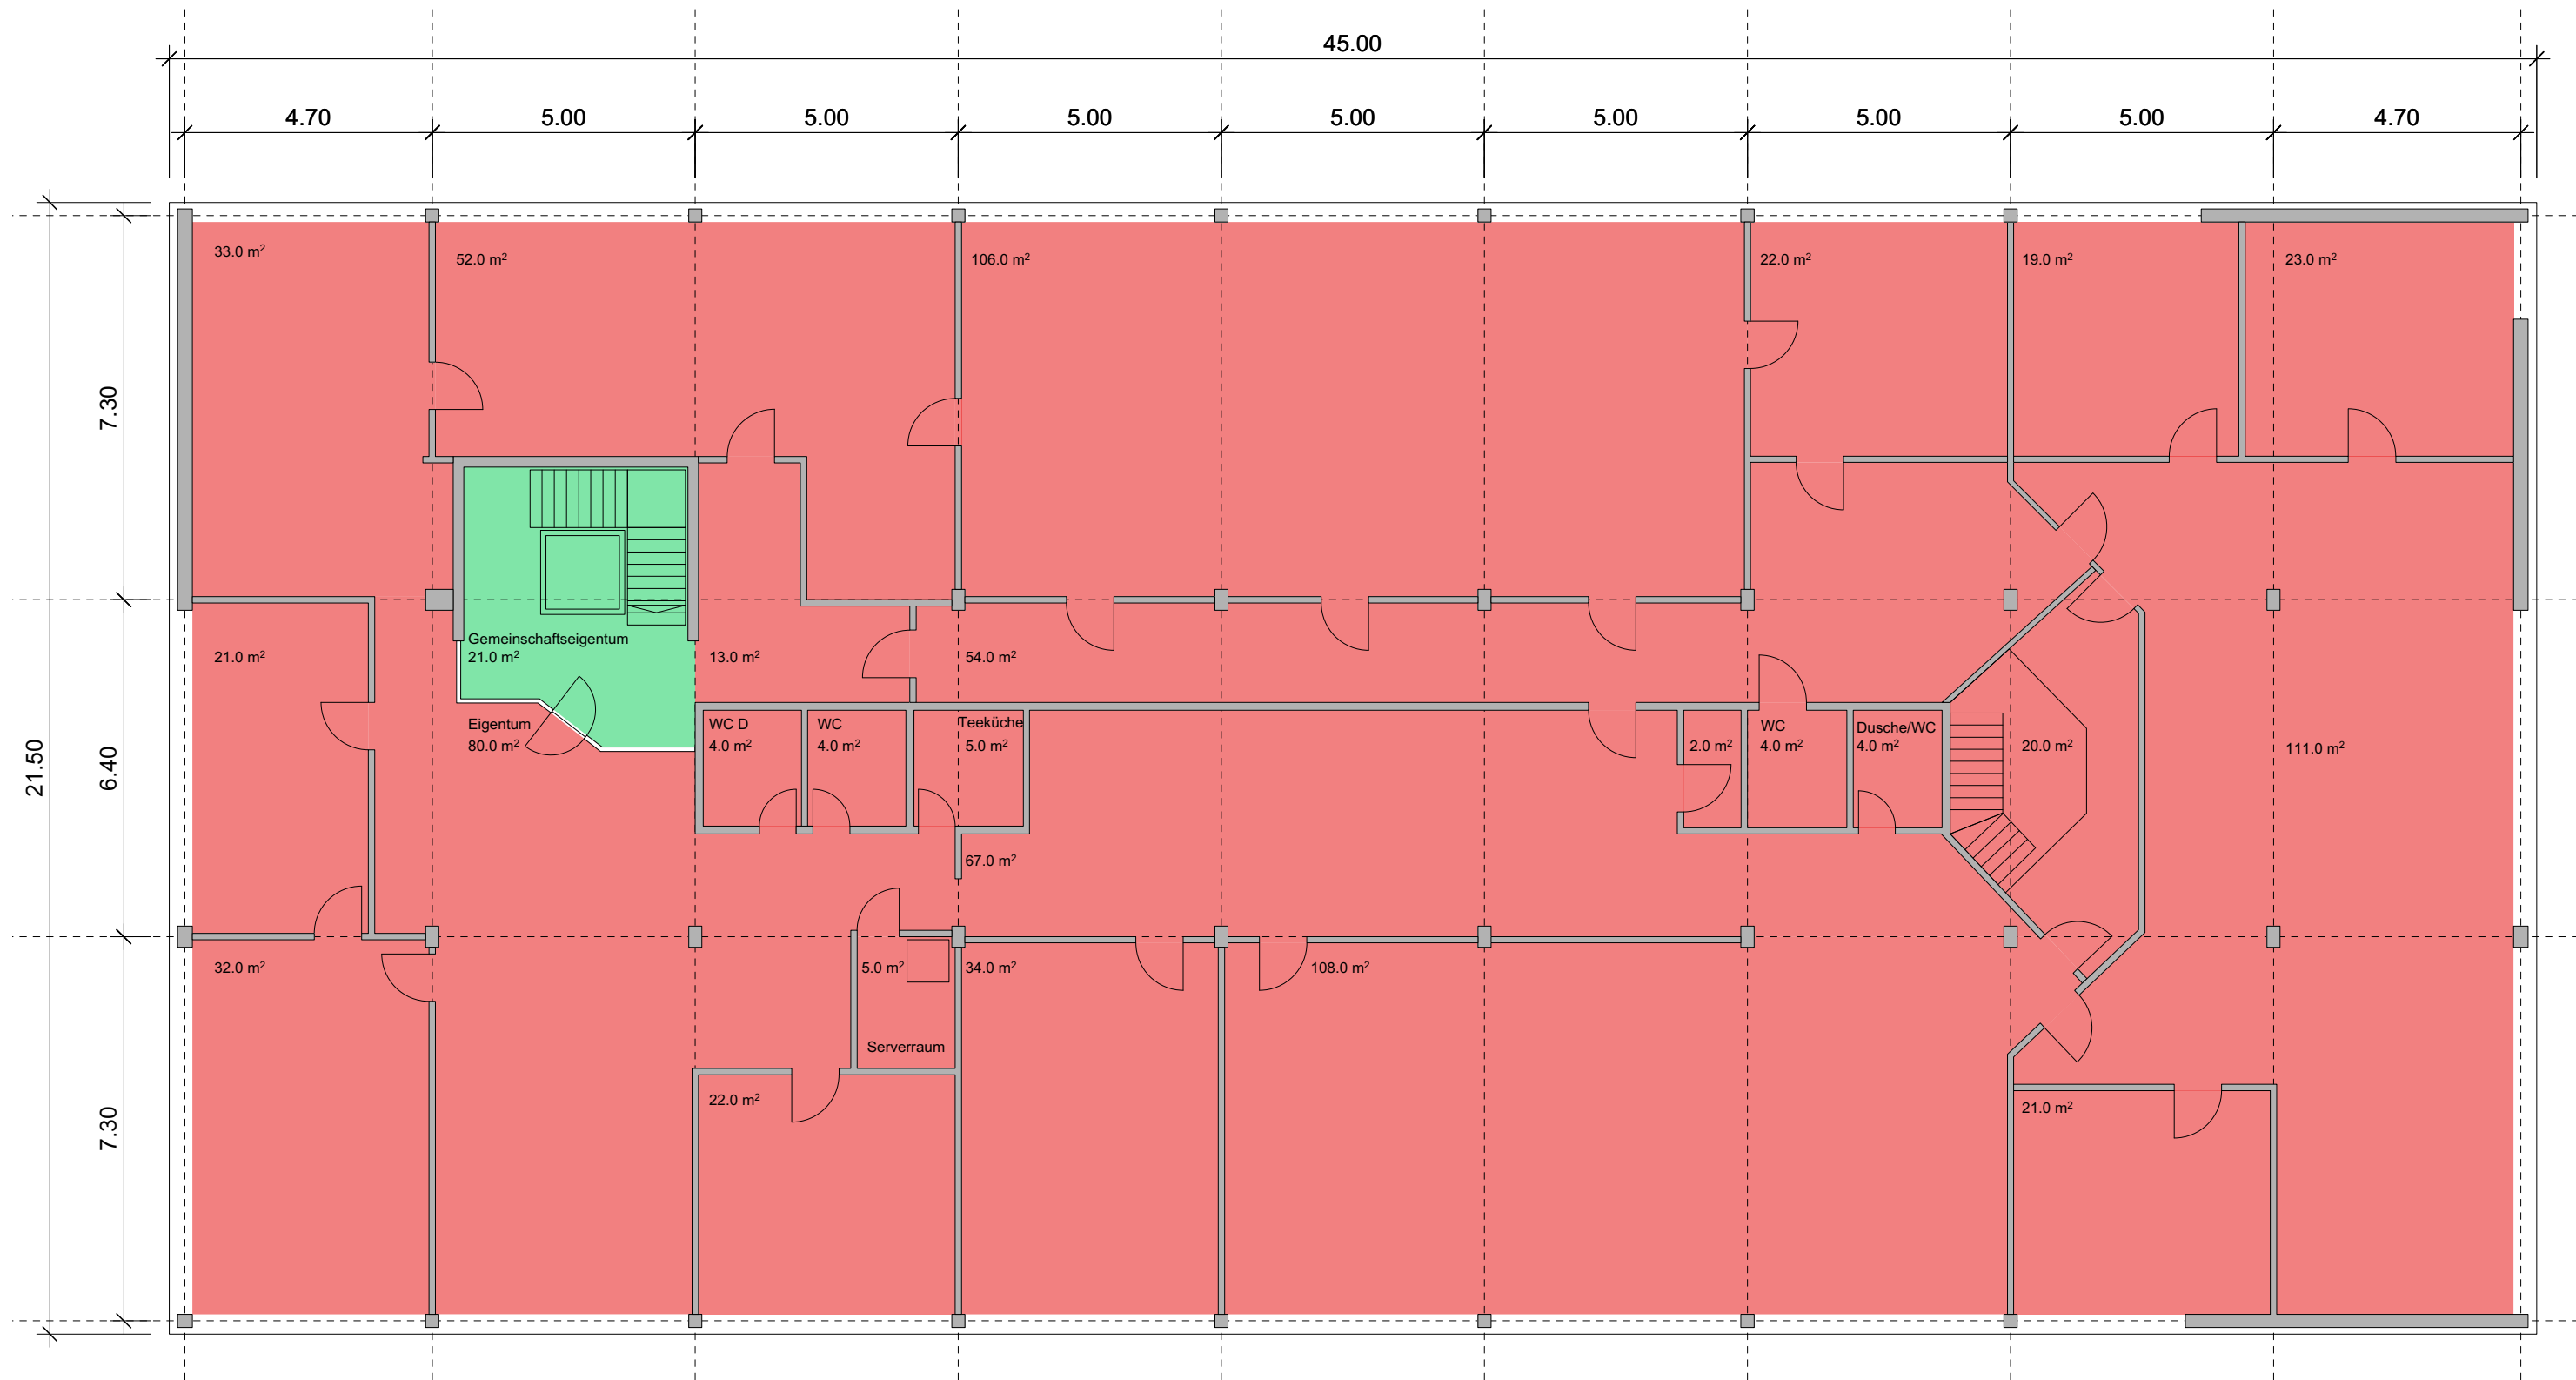 45.00
4.70 5.00 5.00 5.00 5.00 5.00 5.00 5.00 4.70
21.50
7.30
6.40
7.30
33.0 m²
52.0 m²
106.0 m²
22.0 m²
19.0 m²
23.0 m²
Gemeinschaftseigentum
21.0 m²
21.0 m²
13.0 m²
54.0 m²
Eigentum
80.0 m²
WC D
4.0 m²
WC
4.0 m²
Teeküche
5.0 m²
2.0 m²
WC
4.0 m²
Dusche/WC
4.0 m²
20.0 m²
111.0 m²
67.0 m²
32.0 m²
5.0 m²
Serverraum
34.0 m²
108.0 m²
22.0 m²
21.0 m²